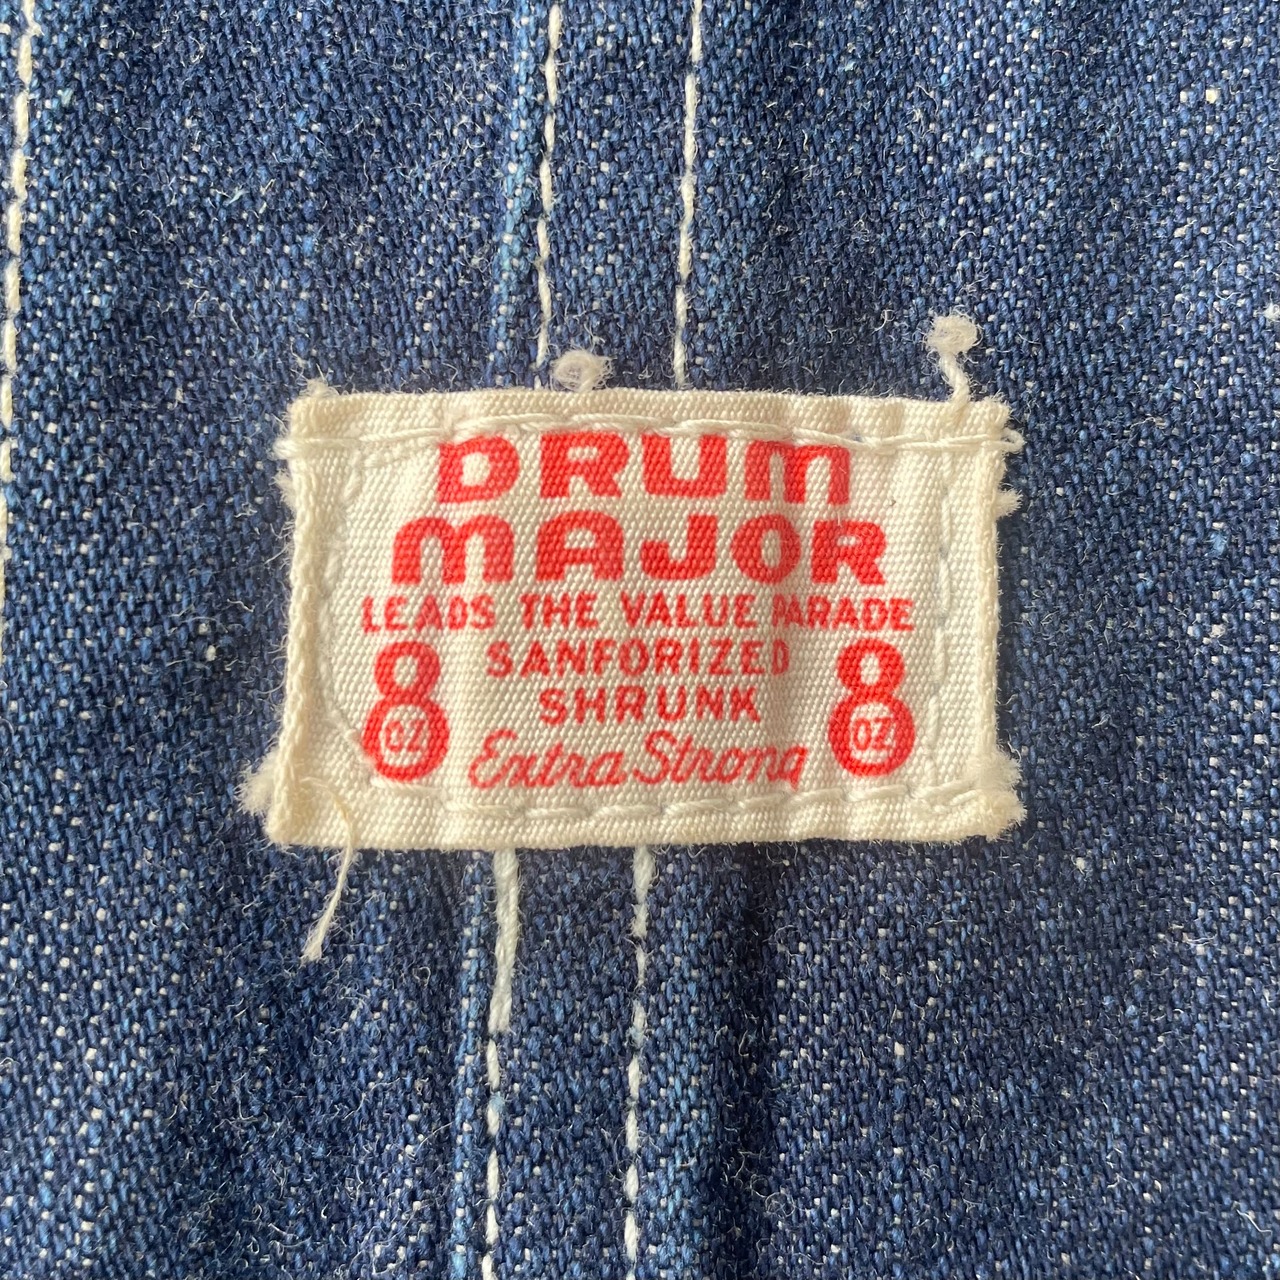 DRUM
MAJOR
LEADS THE VALUE PARADE
8 OZ SANFORIZED 8 OZ
SHRUNK
Extra Strong